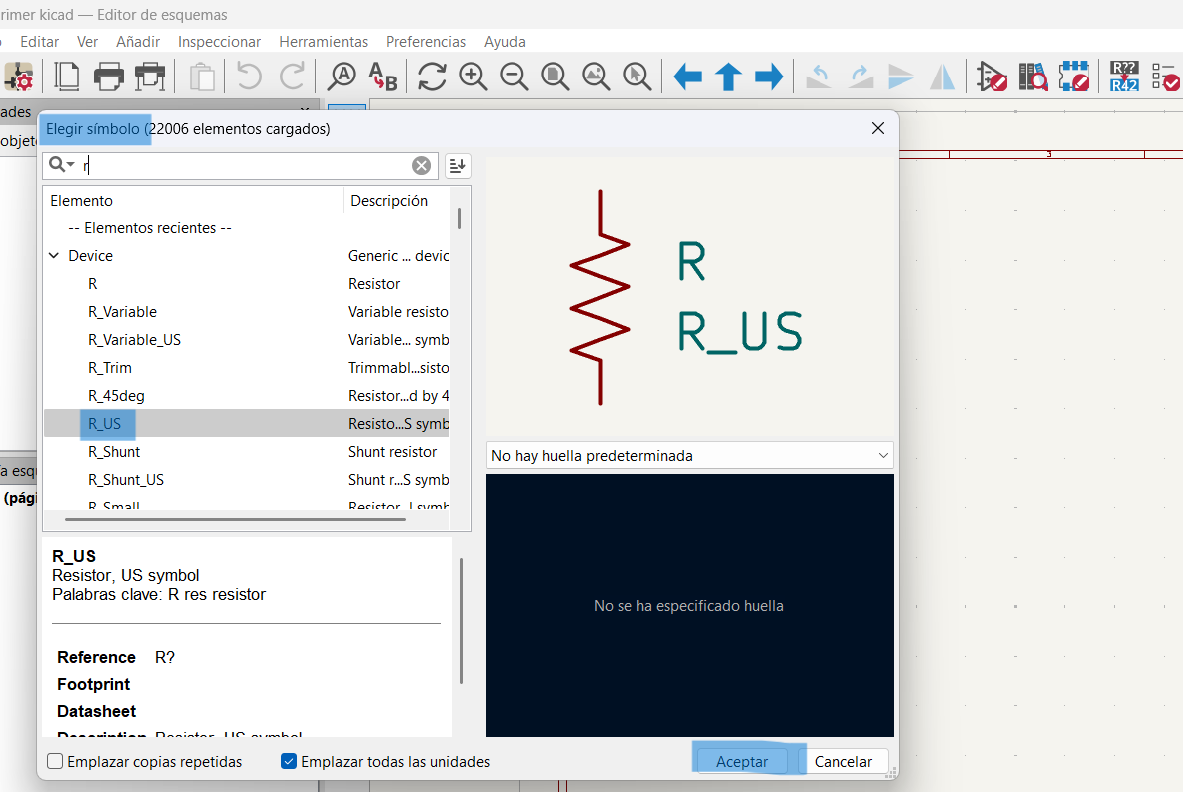 rimer kicad — Editor de esquemas
Editar Ver Añadir Inspeccionar Herramientas Preferencias Ayuda
A
A B
R??
R42
ades
objet
Elegir símbolo (22006 elementos cargados)
3
r
Elemento Descripción
-- Elementos recientes --
Device Generic ... devic
R Resistor
R_Variable Variable resisto
R_Variable_US Variable... symb
R_Trim Trimmabl...sisto
R_45deg Resistor...d by 4
R_US Resisto...S symb
R_Shunt Shunt resistor
R_Shunt_US Shunt r...S symb
R_Small
R
R_US
No hay huella predeterminada
No se ha especificado huella
ía esqu
(pági
R_US
Resistor, US symbol
Palabras clave: R res resistor
Reference R?
Footprint
Datasheet
Description Resistor, US symbol
Emplazar copias repetidas Emplazar todas las unidades Aceptar Cancelar